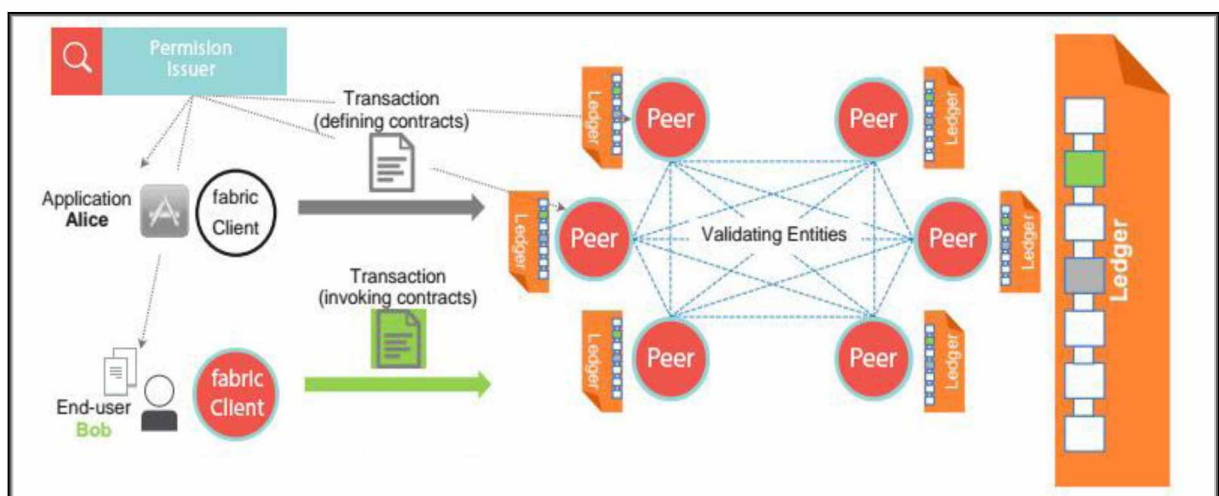 Permision
Issuer
Transaction
(defining contracts)
Application
Alice
fabric
Client
Transaction
(invoking contracts)
End-user
Bob
fabric
Client
Ledger
Peer
Peer
Ledger
Ledger
Peer
Validating Entities
Peer
Ledger
Ledger
Peer
Peer
Ledger
Ledger